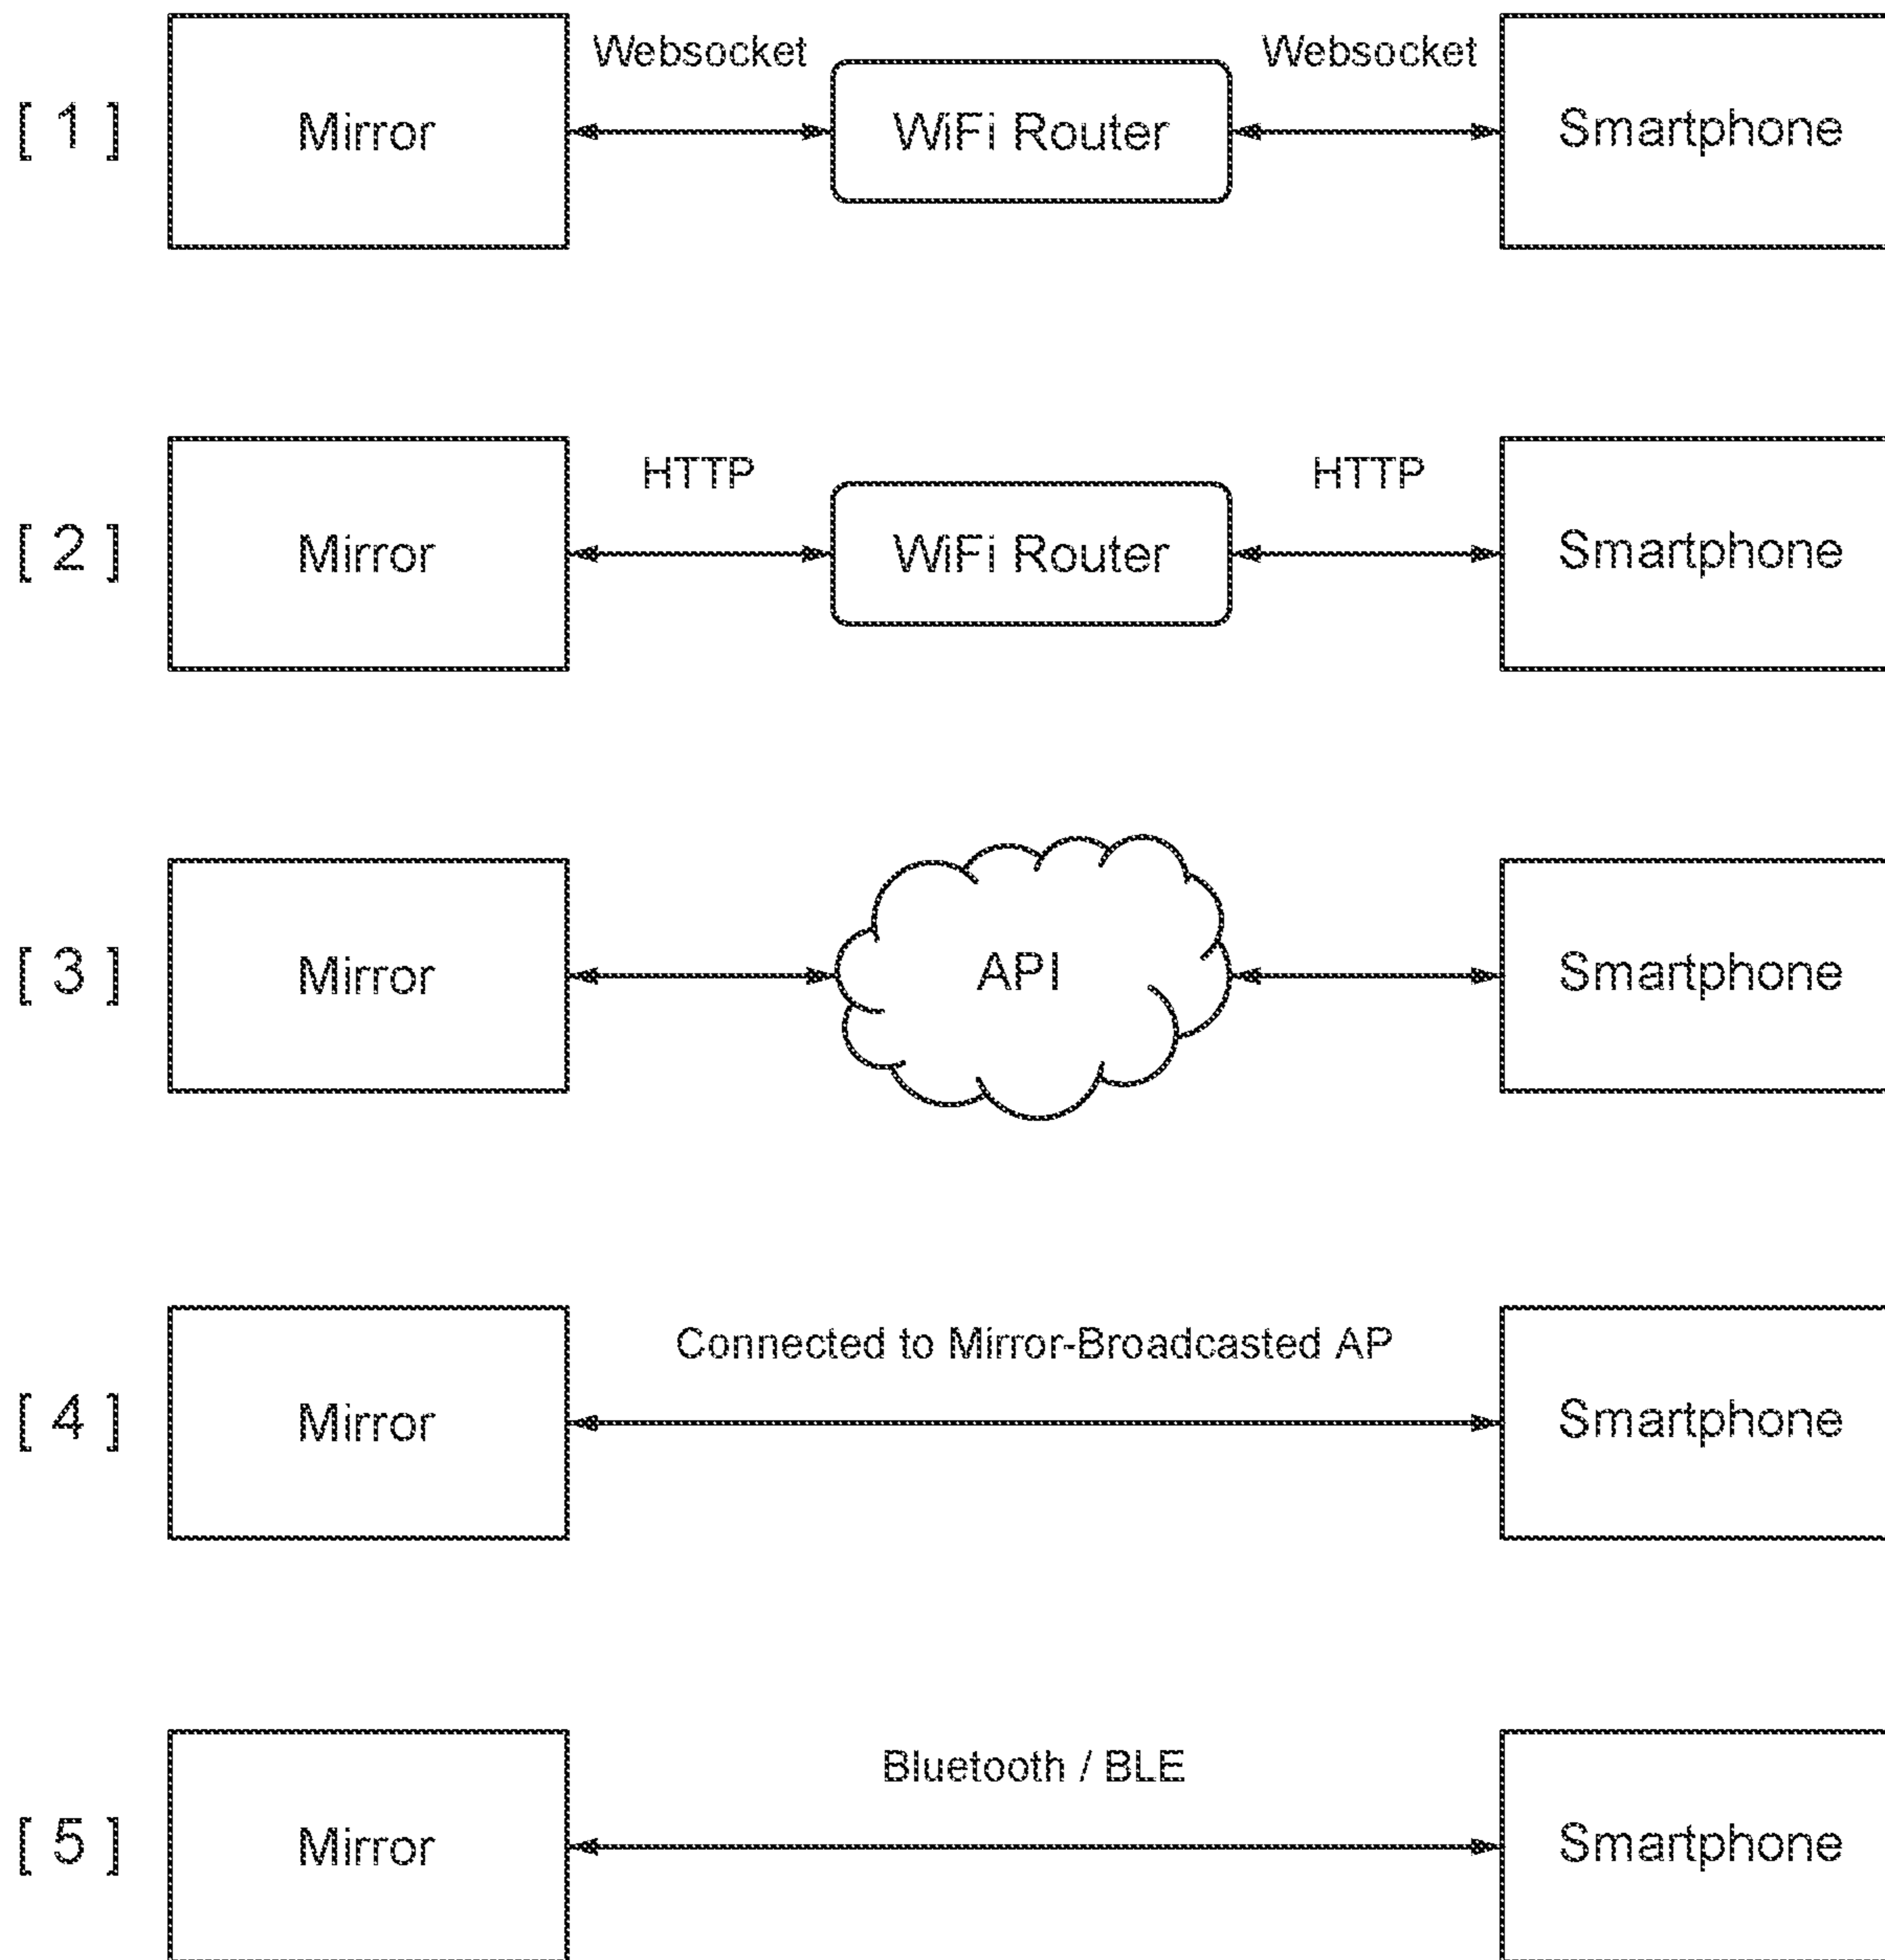 Websocket Websocket
[ 1 ] Mirror WiFi Router Smartphone
HTTP HTTP
[ 2 ] Mirror WiFi Router Smartphone
[ 3 ] Mirror API Smartphone
Connected to Mirror-Broadcasted AP
[ 4 ] Mirror Smartphone
Bluetooth / BLE
[ 5 ] Mirror Smartphone